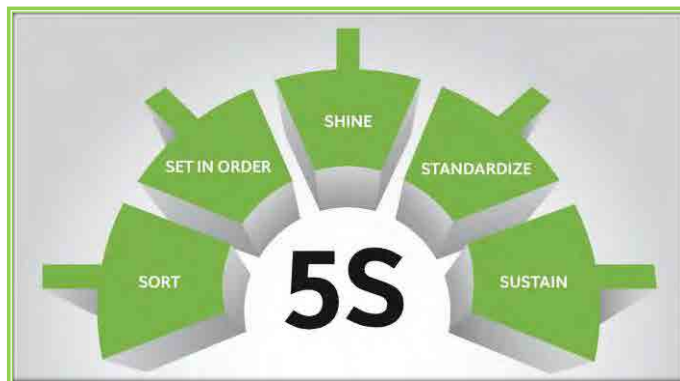 SORT
SET IN ORDER
SHINE
STANDARDIZE
SUSTAIN
5S